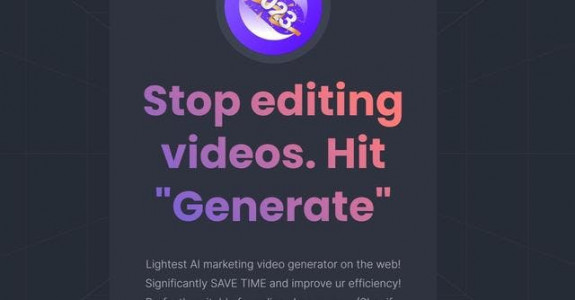 2023
Stop editing
videos. Hit
"Generate"
Lightest AI marketing video generator on the web!
Significantly SAVE TIME and improve ur efficiency!